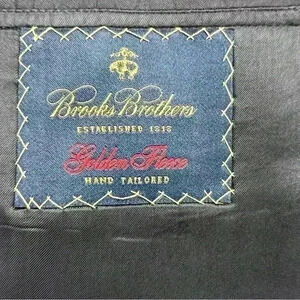 Brooks Brothers
ESTABLISHED 1818
Golden Fleece
HAND TAILORED